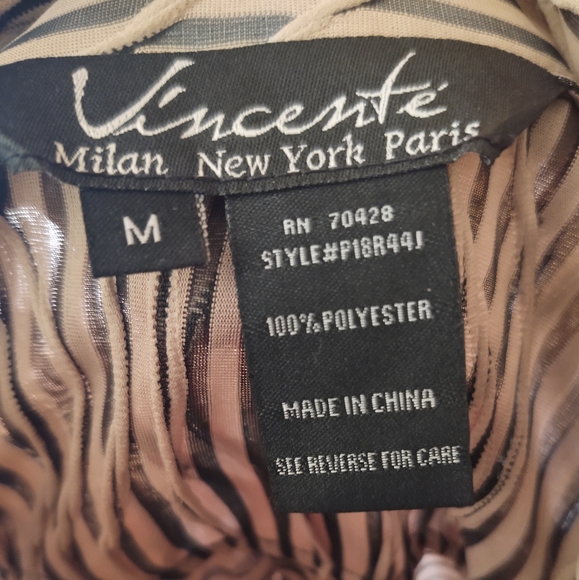 Vincenté
Milan New York Paris
M
RN 70428
STYLE#P18R44J
100%POLYESTER
MADE IN CHINA
SEE REVERSE FOR CARE